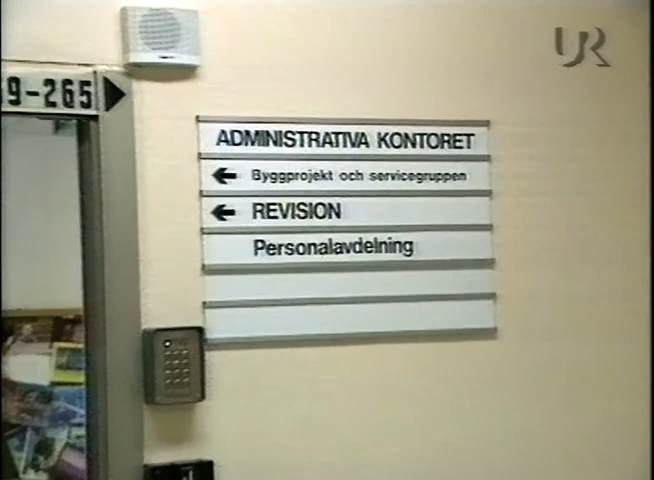 UR
9-265
ADMINISTRATIVA KONTORET
Byggprojekt och servicegruppen
REVISION
Personalavdelning